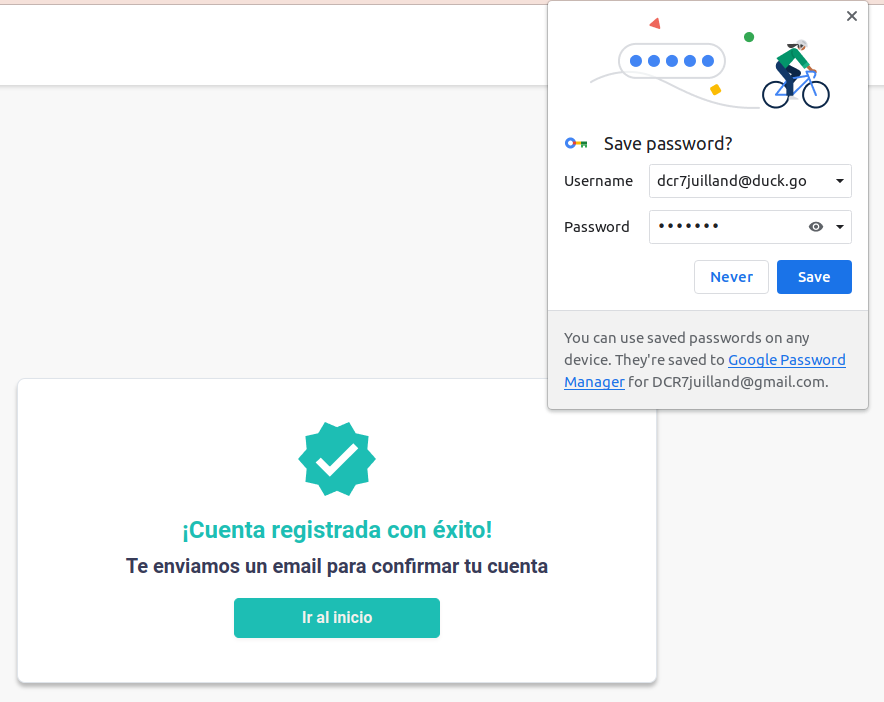 Save password?
Username dcr7juilland@duck.go
Password •••••••
Never Save
You can use saved passwords on any
device. They're saved to Google Password
Manager for DCR7juilland@gmail.com.
¡Cuenta registrada con éxito!
Te enviamos un email para confirmar tu cuenta
Ir al inicio